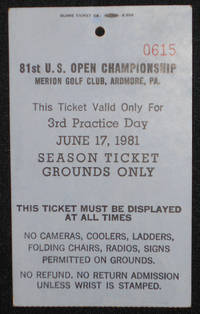 0615
81st U.S. OPEN CHAMPIONSHIP
MERION GOLF CLUB, ARDMORE, PA.
This Ticket Valid Only For
3rd Practice Day
JUNE 17, 1981
SEASON TICKET
GROUNDS ONLY
THIS TICKET MUST BE DISPLAYED
AT ALL TIMES
NO CAMERAS, COOLERS, LADDERS,
FOLDING CHAIRS, RADIOS, SIGNS
PERMITTED ON GROUNDS.
NO REFUND. NO RETURN ADMISSION
UNLESS WRIST IS STAMPED.